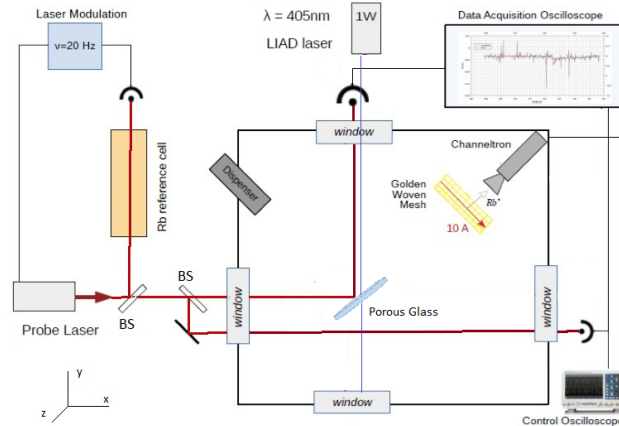 Laser Modulation
ν=20 Hz
λ = 405nm
LIAD laser
1W
Data Acquisition Oscilloscope
window
Channeltron
Dispenser
Rb reference cell
Golden
Woven
Mesh
Rb⁺
10 A
BS
window
window
Probe Laser
BS
Porous Glass
window
y
x
z
Control Oscilloscope